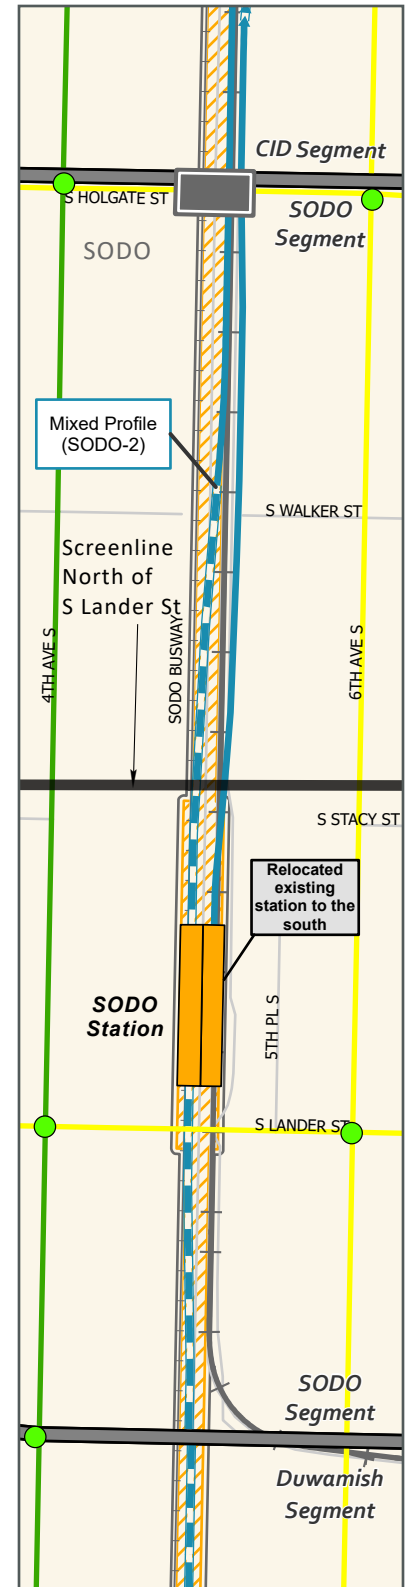 CID Segment
S HOLGATE ST
SODO
Segment
SODO
Mixed Profile
(SODO-2)
S WALKER ST
Screenline
North of
S Lander St
4TH AVE S
SODO BUSWAY
6TH AVE S
S STACY ST
Relocated
existing
station to the
south
SODO
Station
5TH PL S
S LANDER ST
SODO
Segment
Duwamish
Segment